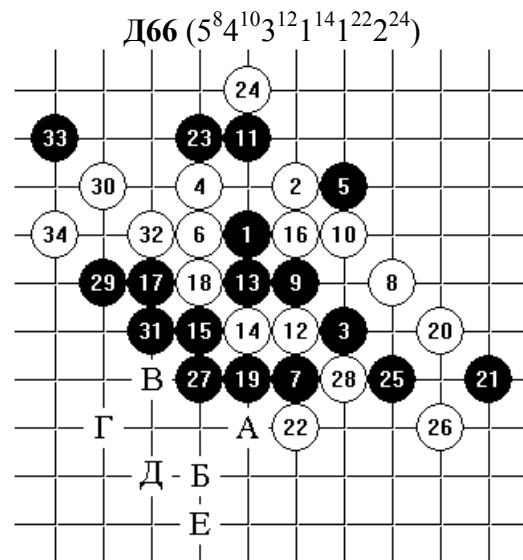 Д66 (5⁸4¹⁰3¹²1¹⁴1²²2²⁴)
24
33 23 11
30 4 2 5
34 32 6 1 16 10
29 17 18 13 9 8
31 15 14 12 3 20
В 27 19 7 28 25 21
Г А 22 26
Д Б
Е